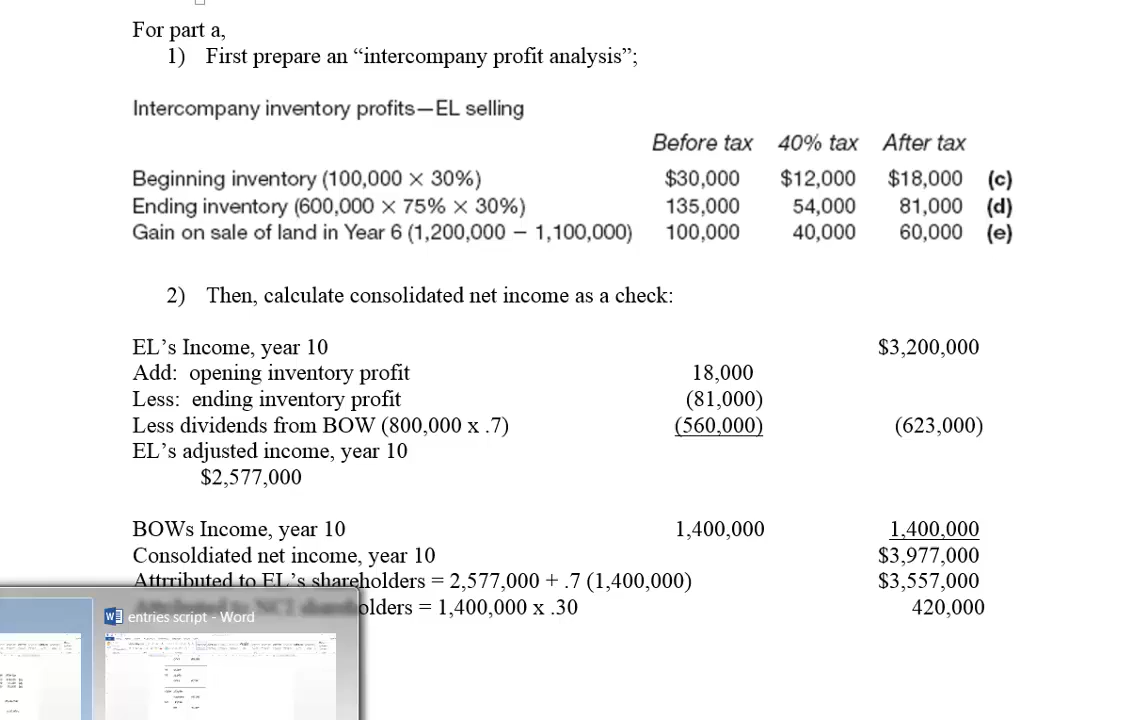 For part a,
1) First prepare an “intercompany profit analysis”;
Intercompany inventory profits—EL selling
Before tax 40% tax After tax
Beginning inventory (100,000 × 30%) $30,000 $12,000 $18,000 (c)
Ending inventory (600,000 × 75% × 30%) 135,000 54,000 81,000 (d)
Gain on sale of land in Year 6 (1,200,000 − 1,100,000) 100,000 40,000 60,000 (e)
2) Then, calculate consolidated net income as a check:
EL’s Income, year 10 $3,200,000
Add: opening inventory profit 18,000
Less: ending inventory profit (81,000)
Less dividends from BOW (800,000 x .7) (560,000) (623,000)
EL’s adjusted income, year 10
$2,577,000
BOWs Income, year 10 1,400,000 1,400,000
Consoldiated net income, year 10 $3,977,000
Attrributed to EL’s shareholders = 2,577,000 + .7 (1,400,000) $3,557,000
= 1,400,000 x .30 420,000
entries script - Word